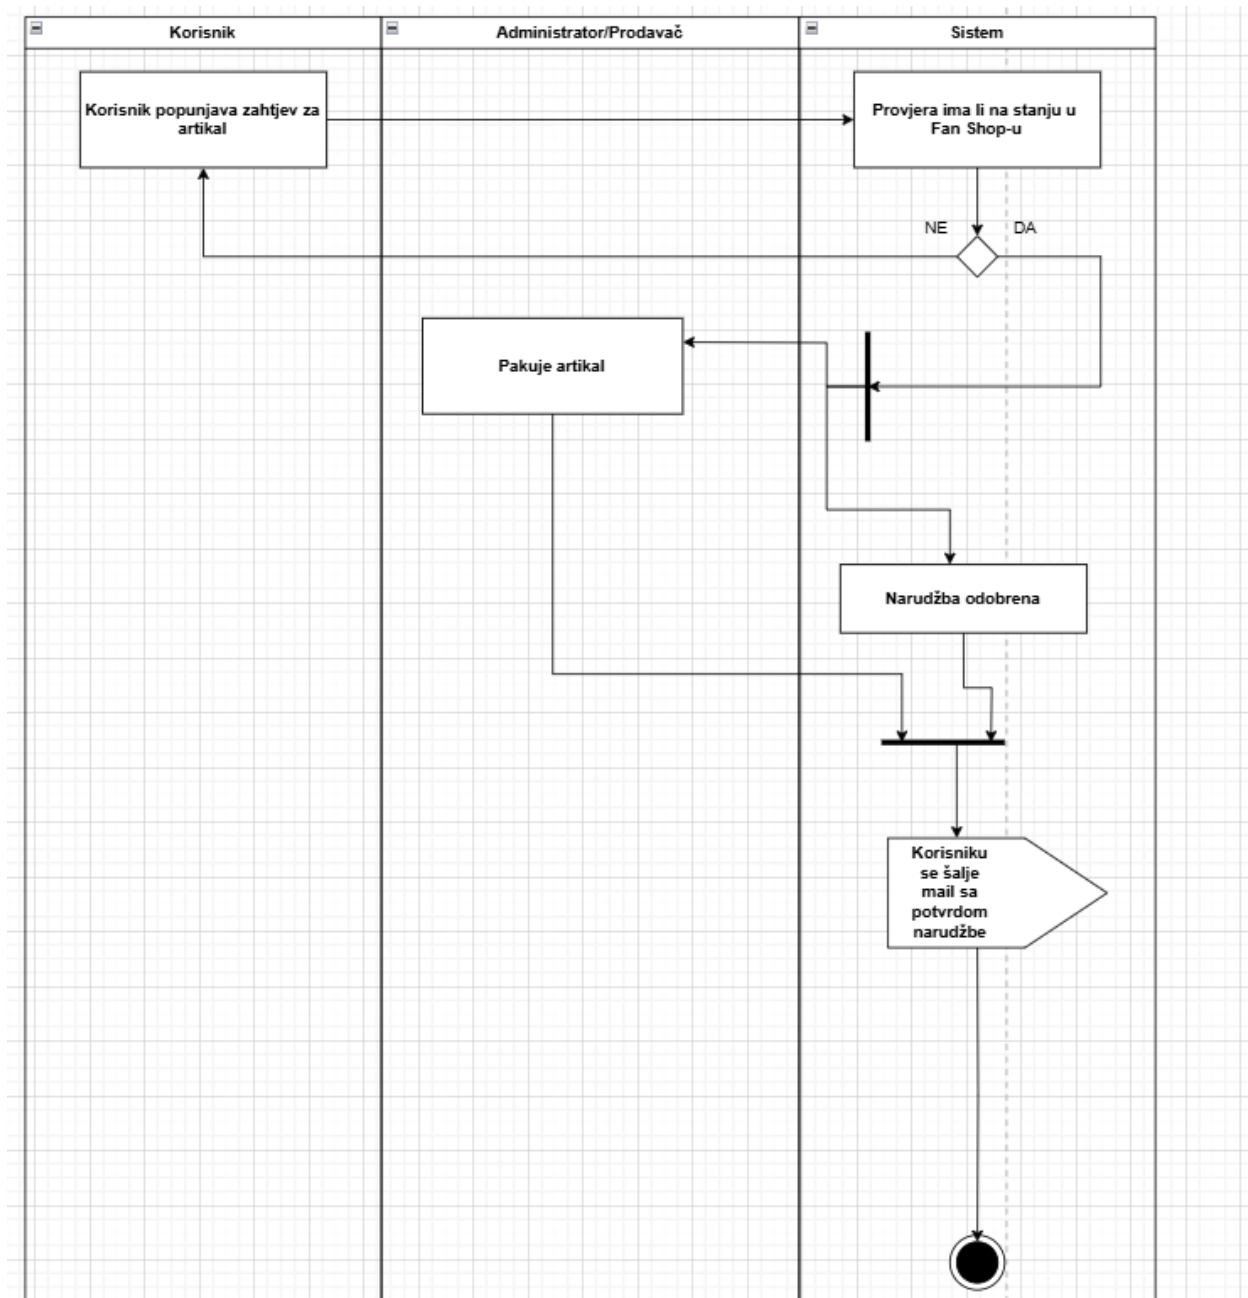 Korisnik
Administrator/Prodavač
Sistem
Korisnik popunjava zahtjev za
artikal
Provjera ima li na stanju u
Fan Shop-u
NE
DA
Pakuje artikal
Narudžba odobrena
Korisniku
se šalje
mail sa
potvrdom
narudžbe